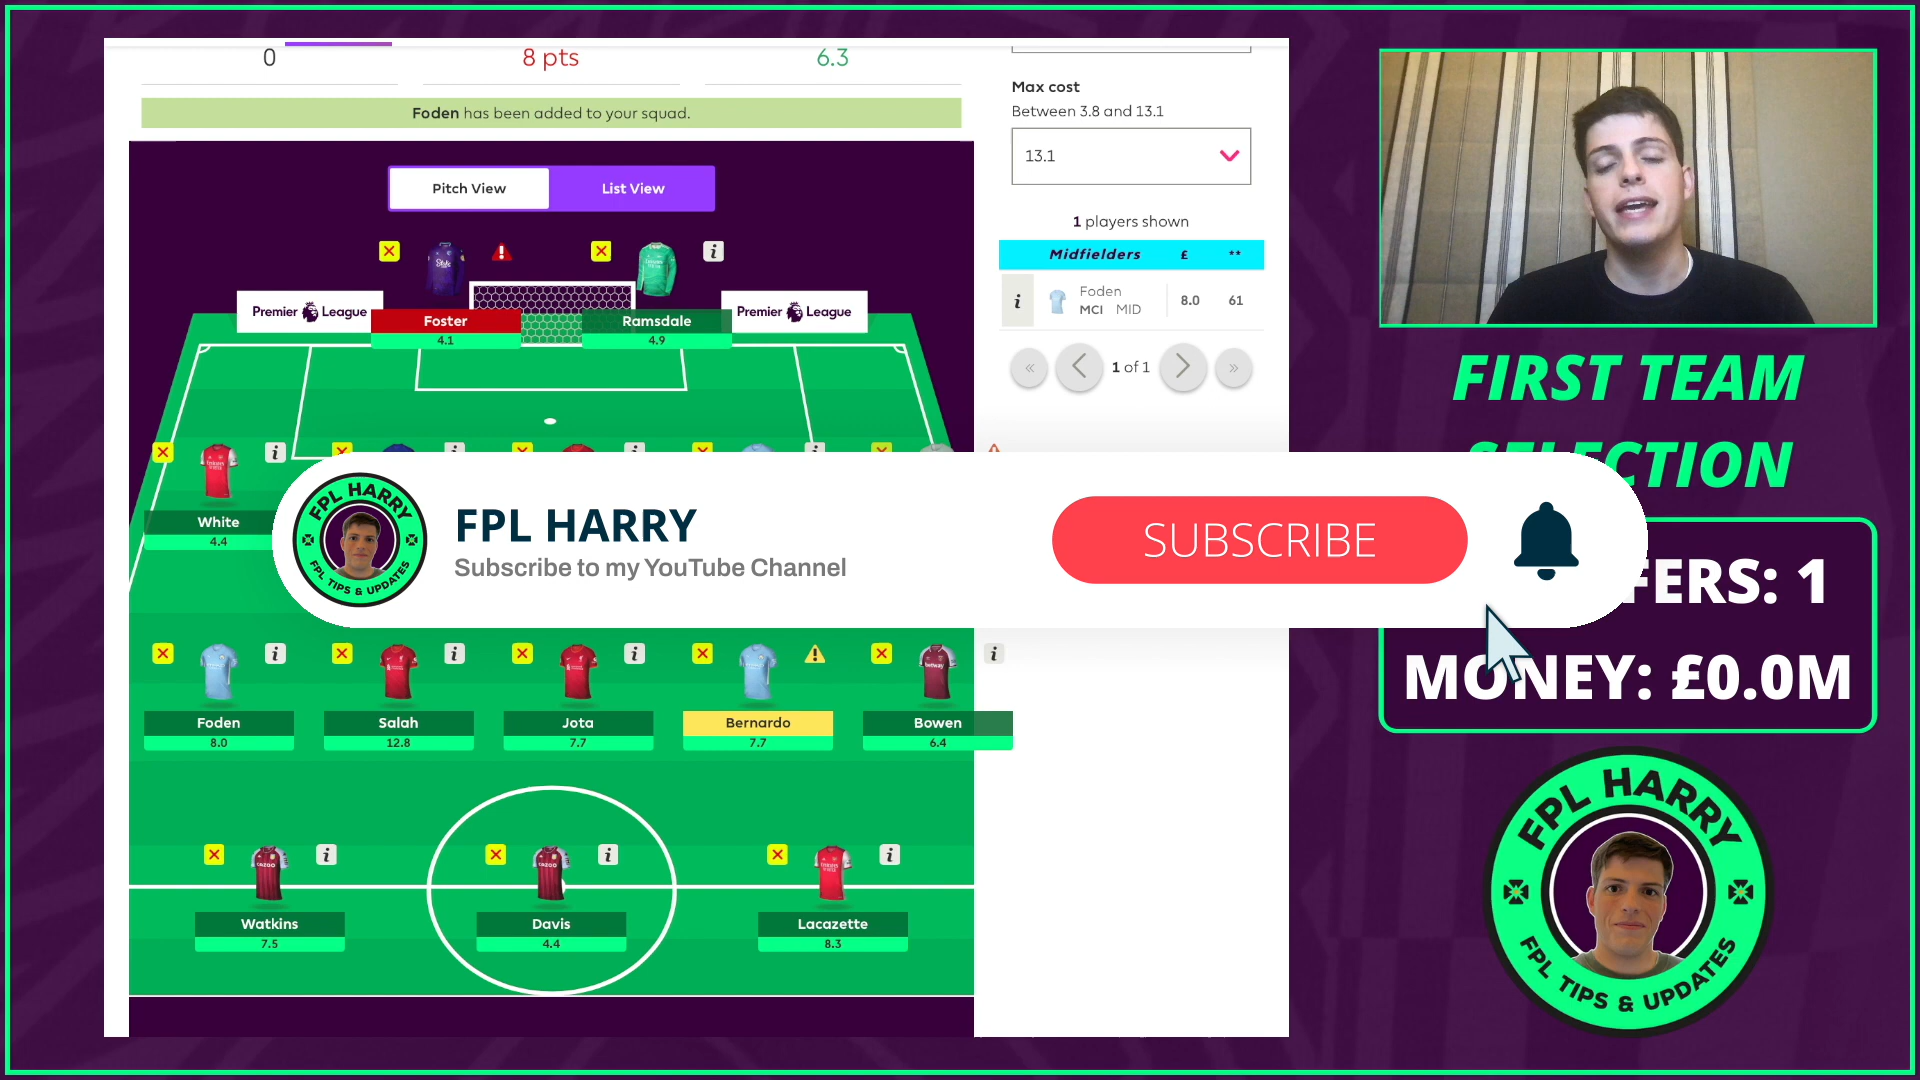 0
8 pts
6.3
Foden has been added to your squad.
Pitch View
List View
Premier League
Premier League
Foster
4.1
Ramsdale
4.9
White
4.4
Foden
8.0
Salah
12.8
Jota
7.7
Bernardo
7.7
Bowen
6.4
Watkins
7.5
Davis
4.4
Lacazette
8.3
Max cost
Between 3.8 and 13.1
13.1
1 players shown
Midfielders £ **
Foden
MCI MID
8.0 61
« 1 of 1 »
FPL HARRY
FPL TIPS & UPDATES
FPL HARRY
Subscribe to my YouTube Channel
SUBSCRIBE
FIRST TEAM
FERS: 1
MONEY: £0.0M
FPL HARRY
FPL TIPS & UPDATES